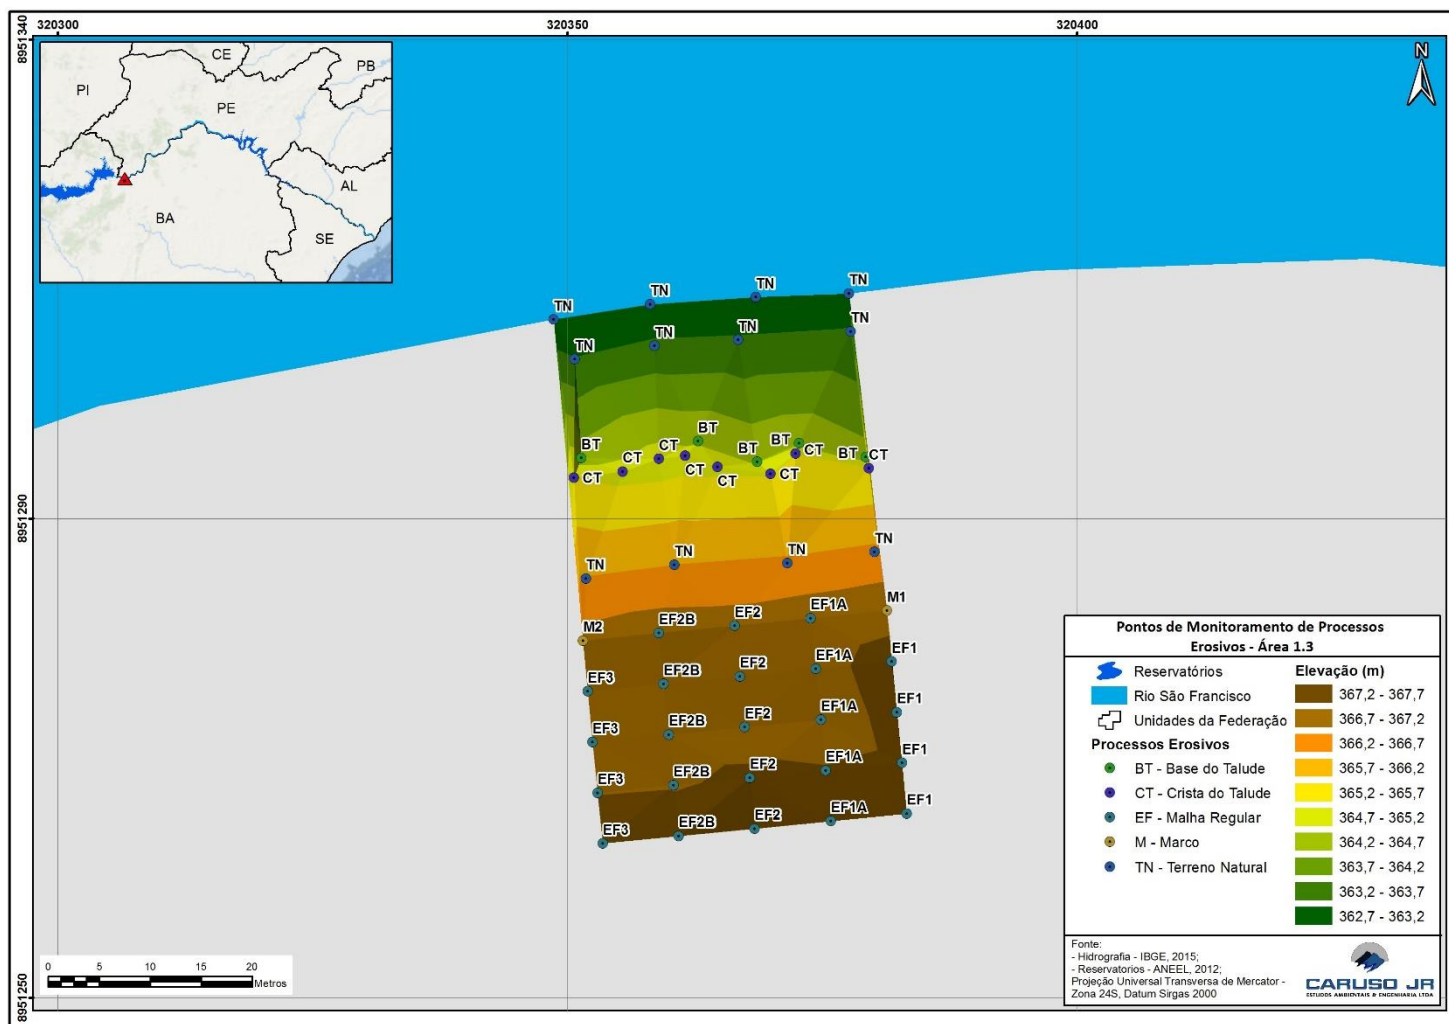 320300
320350
320400
8951340
CE
PB
PI
PE
N
AL
BA
SE
TN
TN
TN
TN
TN
TN
TN
TN
BT
BT
BT
CT
CT
BT
BT
CT
CT
CT
CT
CT
CT
8951290
TN
TN
TN
TN
M1
EF1A
EF2
EF2B
M2
EF1
EF1A
EF2
EF2B
EF3
EF1
EF1A
EF2
EF2B
EF3
EF1
EF1A
EF2
EF2B
EF3
EF1
EF1A
EF2
EF2B
EF3
Pontos de Monitoramento de Processos
Erosivos - Área 1.3
Reservatórios
Rio São Francisco
Unidades da Federação
Processos Erosivos
BT - Base do Talude
CT - Crista do Talude
EF - Malha Regular
M - Marco
TN - Terreno Natural
Elevação (m)
367,2 - 367,7
366,7 - 367,2
366,2 - 366,7
365,7 - 366,2
365,2 - 365,7
364,7 - 365,2
364,2 - 364,7
363,7 - 364,2
363,2 - 363,7
362,7 - 363,2
Fonte:
- Hidrografia - IBGE, 2015;
- Reservatorios - ANEEL, 2012;
Projeção Universal Transversa de Mercator -
Zona 24S, Datum Sirgas 2000
CARUSO JR
ESTUDOS AMBIENTAIS & ENGENHARIA LTDA
0 5 10 15 20
Metros
8951250